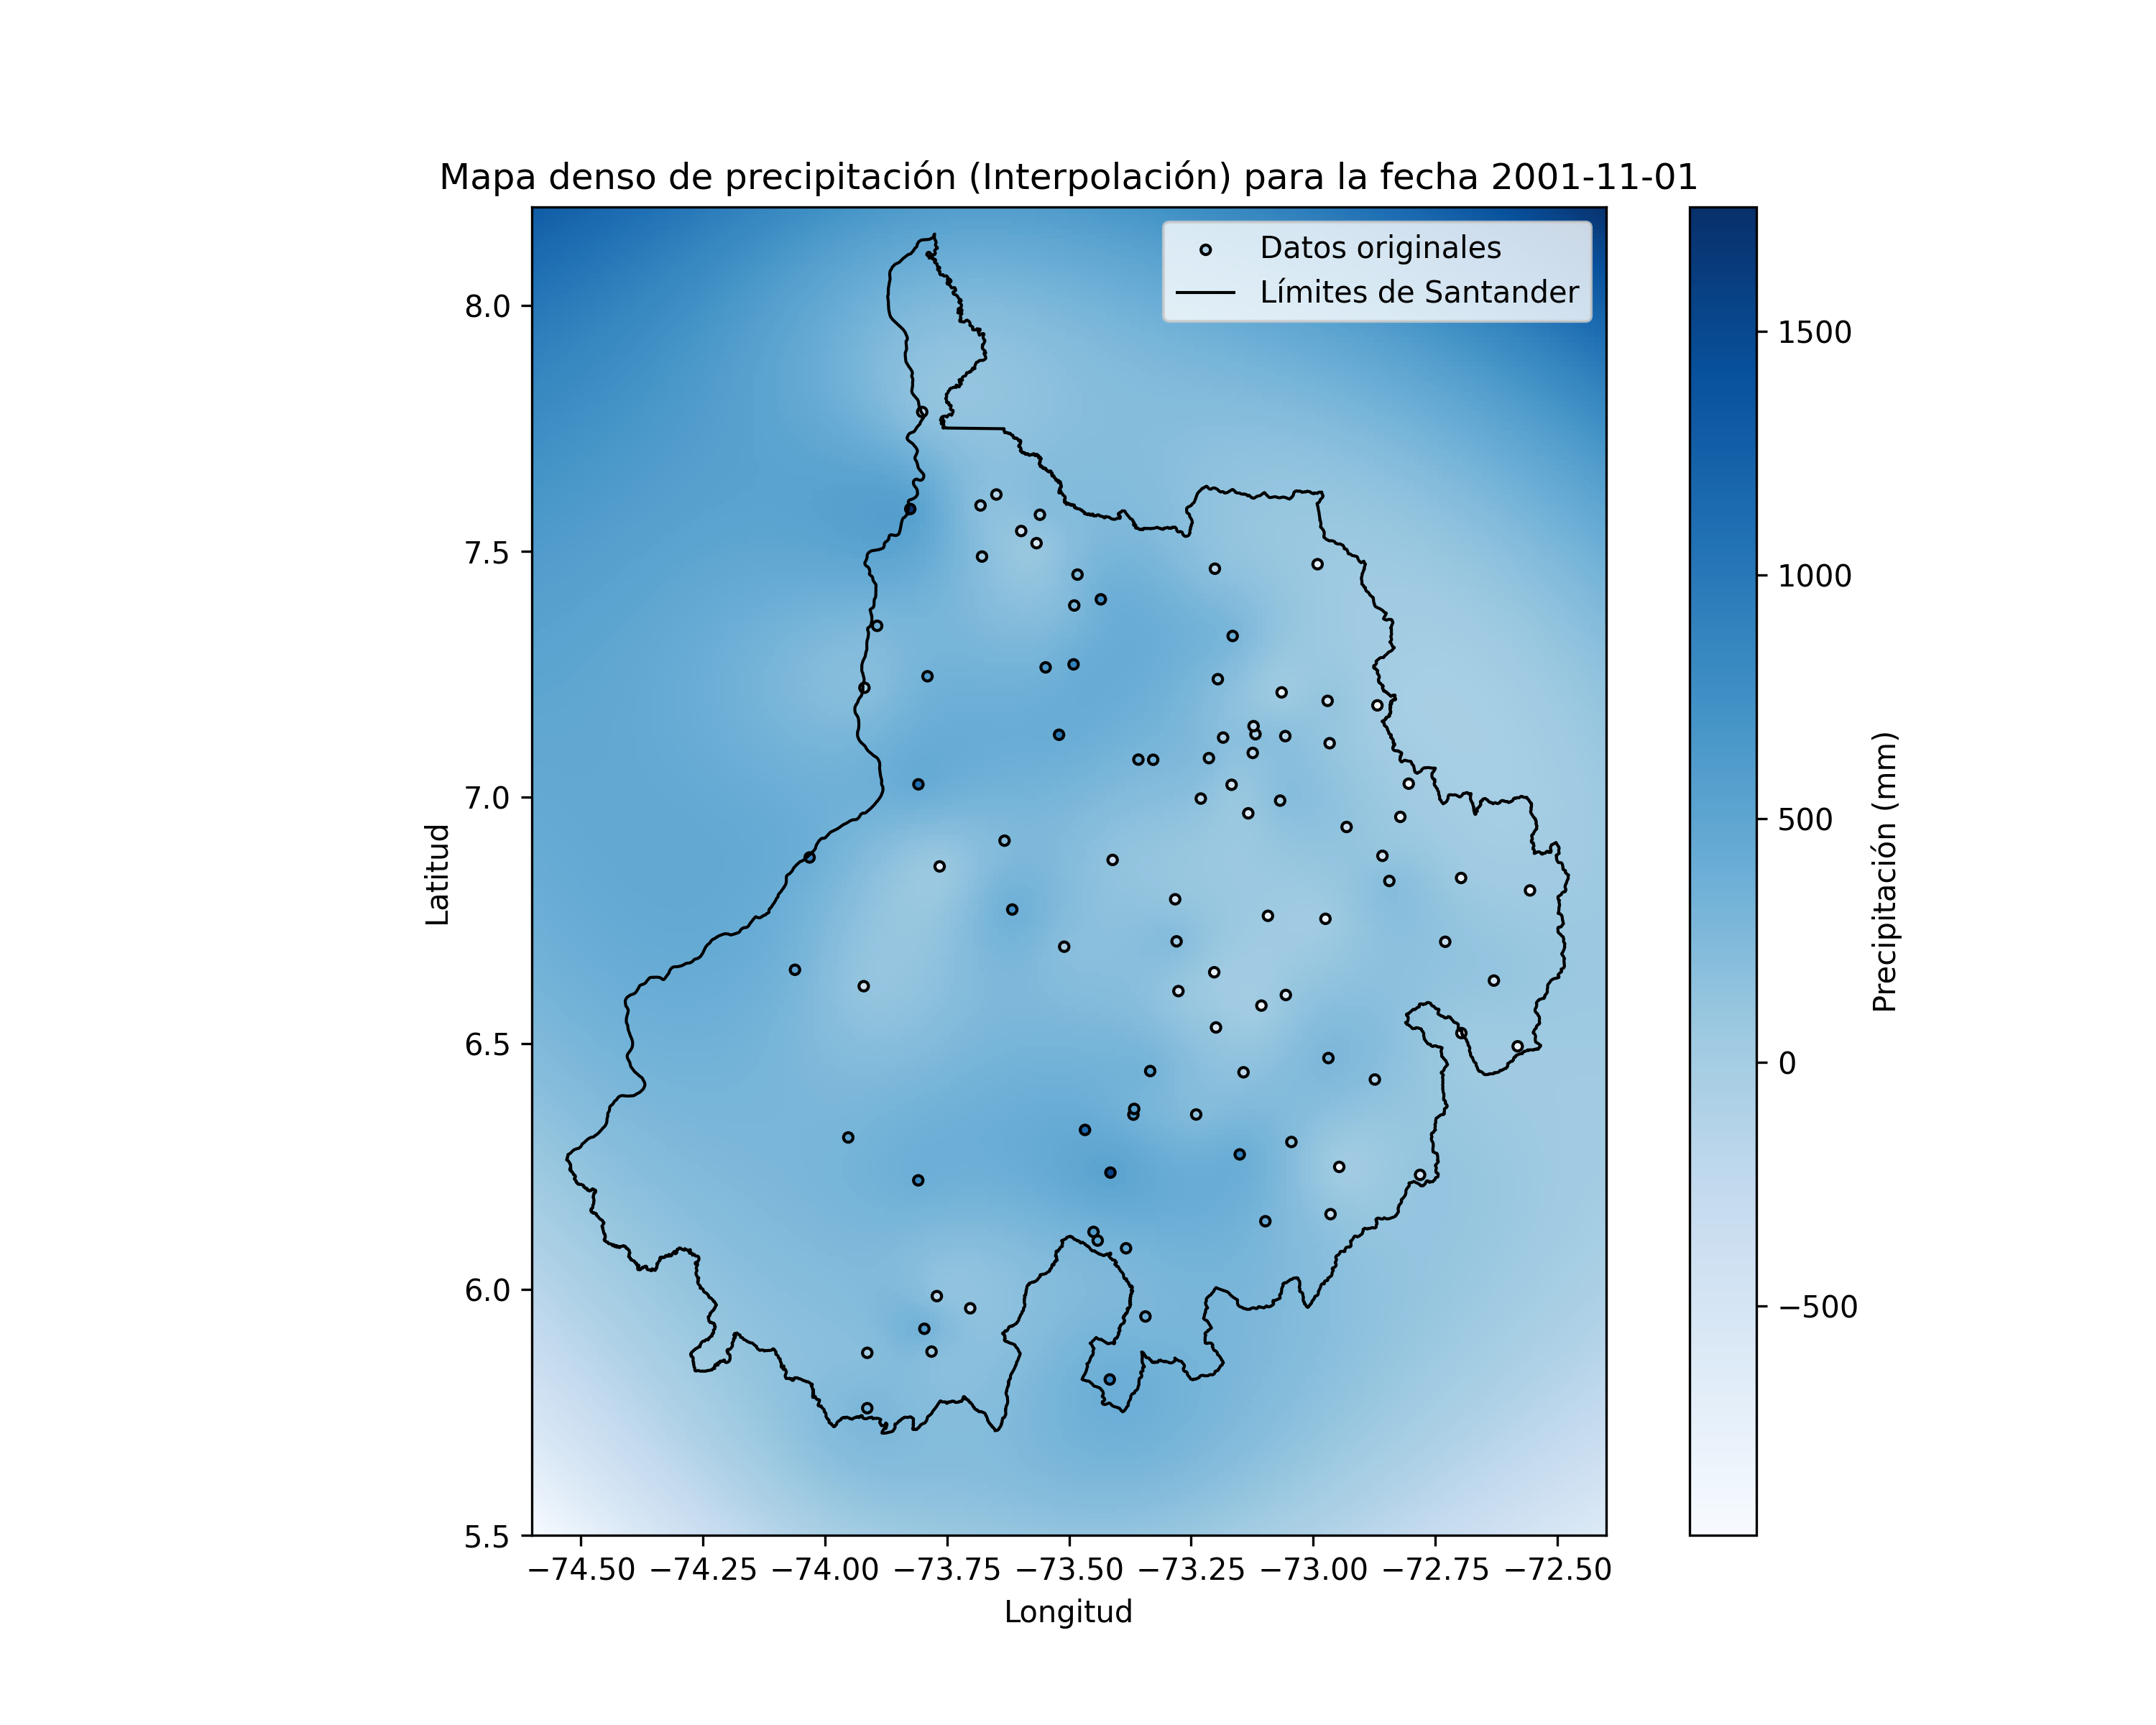 Mapa denso de precipitación (Interpolación) para la fecha 2001-11-01
Datos originales
Límites de Santander
8.0
7.5
7.0
6.5
6.0
5.5
Latitud
−74.50 −74.25 −74.00 −73.75 −73.50 −73.25 −73.00 −72.75 −72.50
Longitud
1500
1000
500
0
−500
Precipitación (mm)